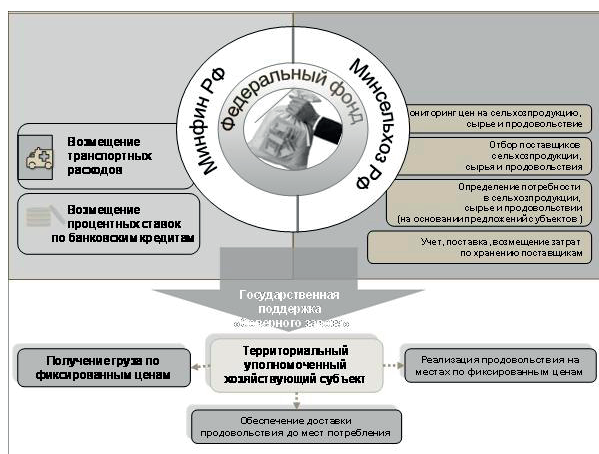 Минфин РФ
Минсельхоз РФ
Федеральный фонд
Возмещение
транспортных
расходов
Возмещение
процентных ставок
по банковским кредитам
ониторинг цен на сельхозпродукцию,
сырье и продовольствие
Отбор поставщиков
сельхозпродукции,
сырья и продовольствия
Определение потребности
в сельхозпродукции,
сырье и продовольствии
(на основании предложений субъектов )
Учет, поставка , возмещение затрат
по хранению поставщикам
Государственная
поддержка
«Северного завоза»
Получение груза по
фиксированным ценам
Территориальный
уполномоченный
хозяйствующий субъект
Реализация продовольствия на
местах по фиксированным ценам
Обеспечение доставки
продовольствия до мест потребления